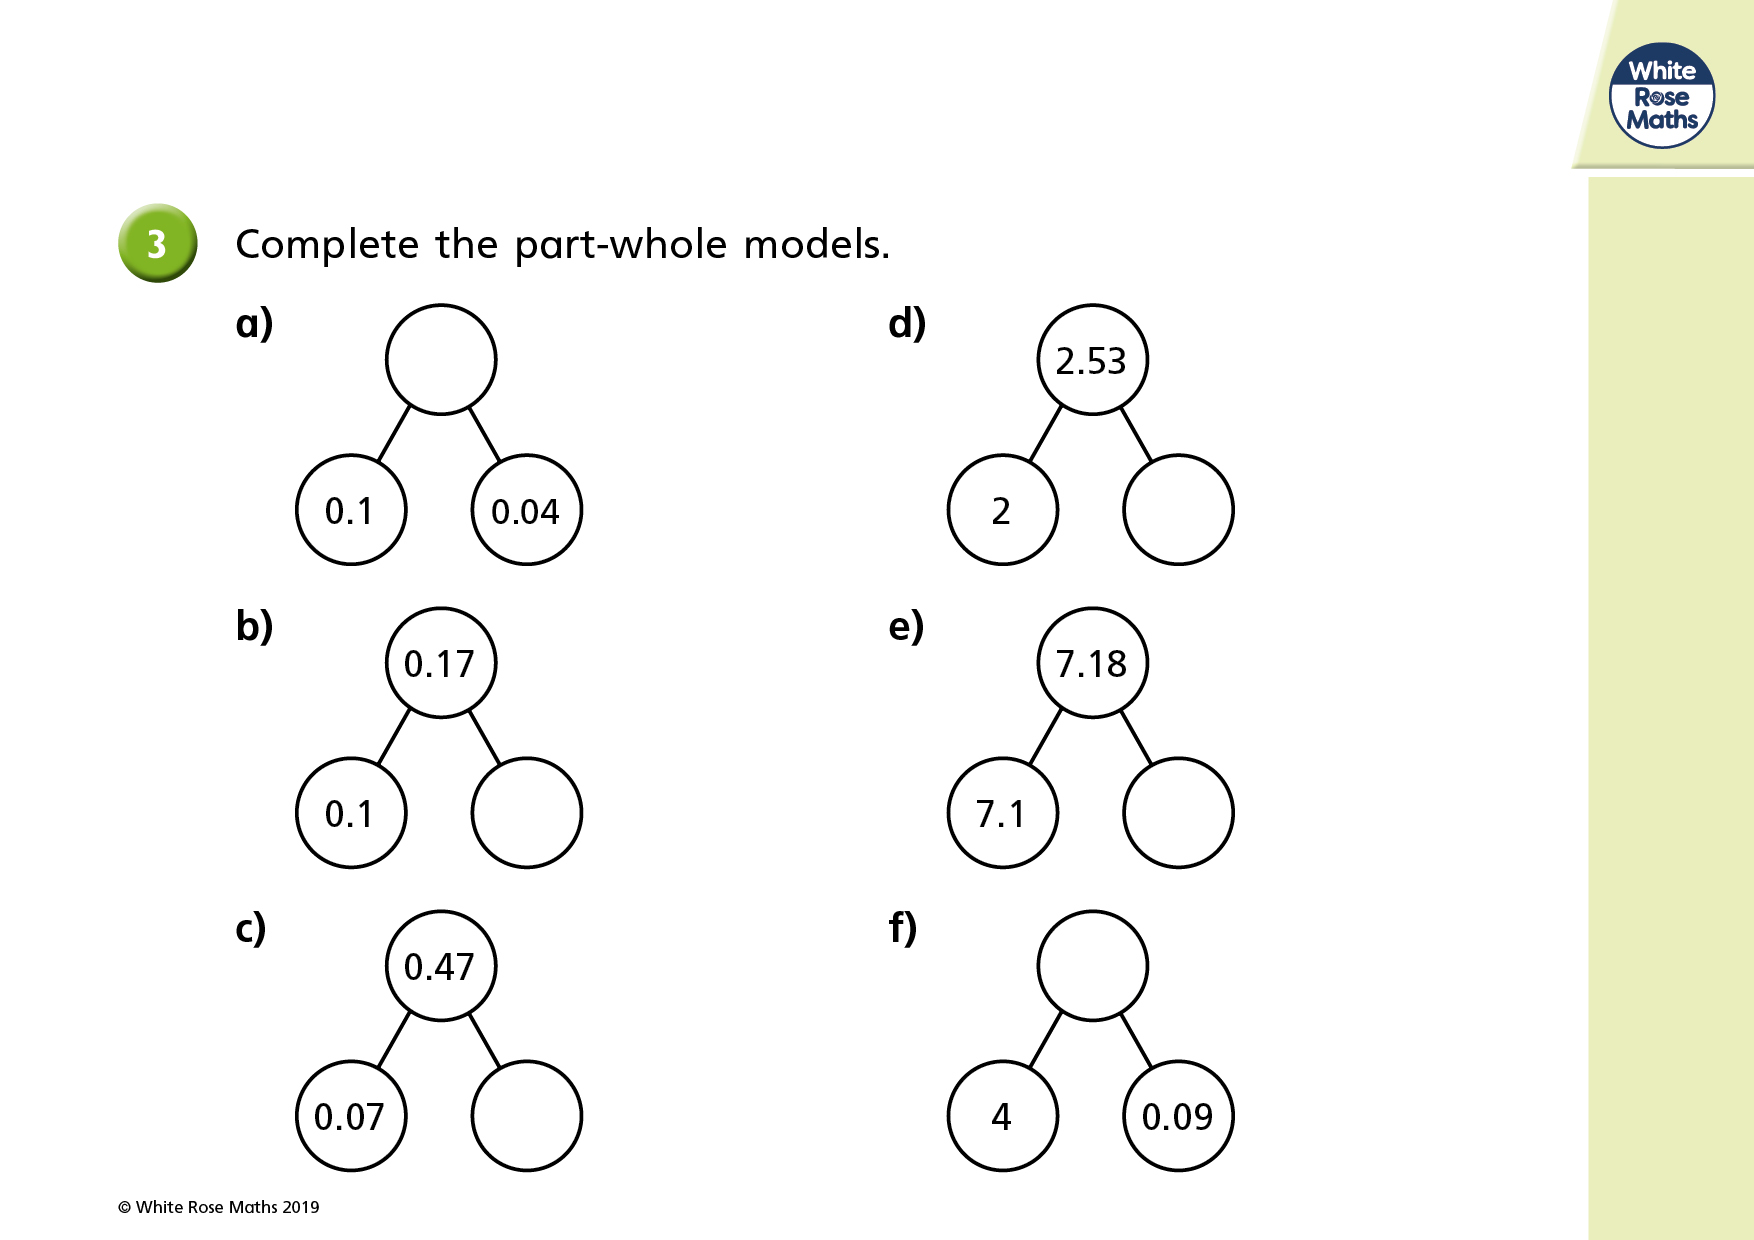 White
Rose
Maths
3 Complete the part-whole models.
a)
0.1 0.04
b)
0.17
0.1
c)
0.47
0.07
d)
2.53
2
e)
7.18
7.1
f)
4 0.09
© White Rose Maths 2019